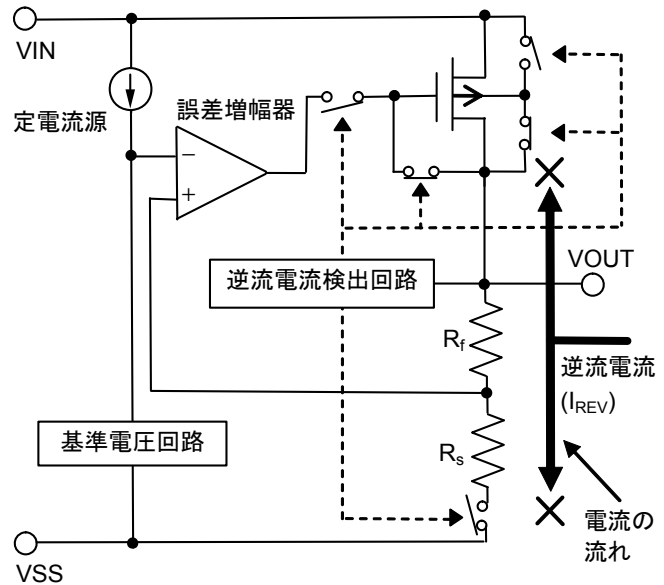 VIN
定電流源
誤差増幅器
−
+
VOUT
逆流電流検出回路
Rf
逆流電流
(IREV)
基準電圧回路
Rs
電流の
流れ
VSS